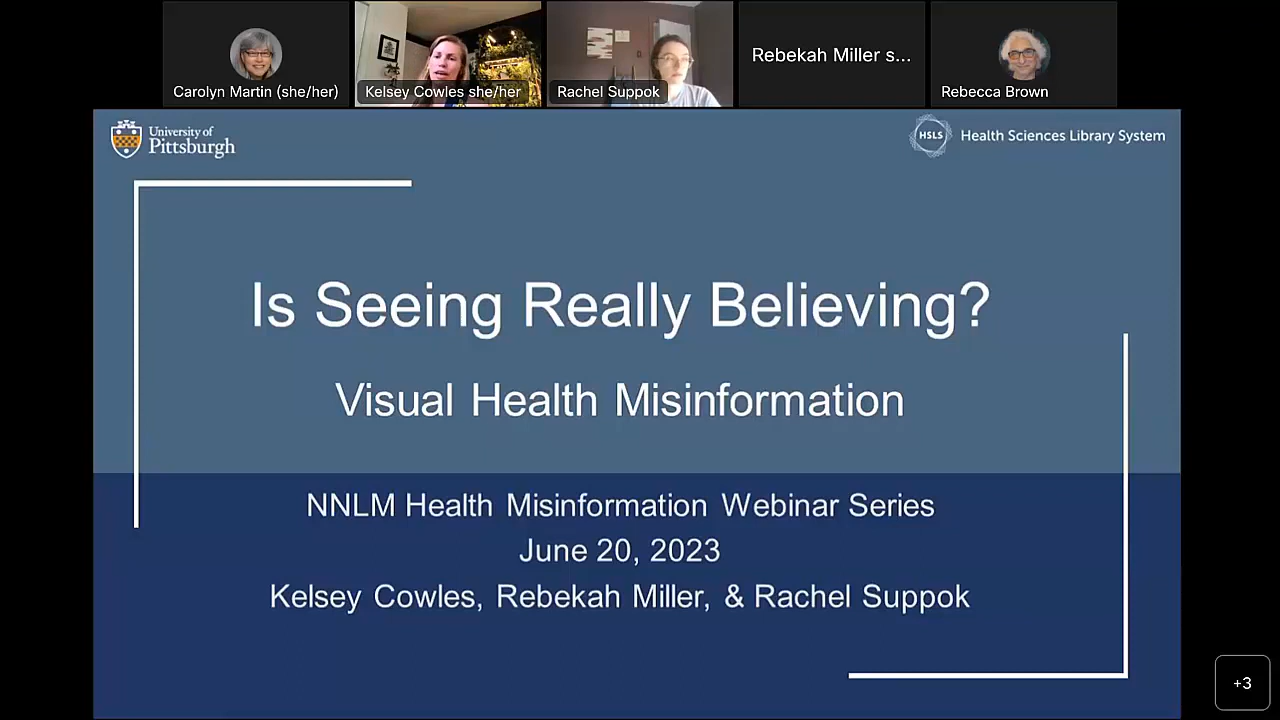 Carolyn Martin (she/her)
Kelsey Cowles she/her
Rachel Suppok
Rebekah Miller s...
Rebecca Brown
University of
Pittsburgh
HSLS
Health Sciences Library System
Is Seeing Really Believing?
Visual Health Misinformation
NNLM Health Misinformation Webinar Series
June 20, 2023
Kelsey Cowles, Rebekah Miller, & Rachel Suppok
+3